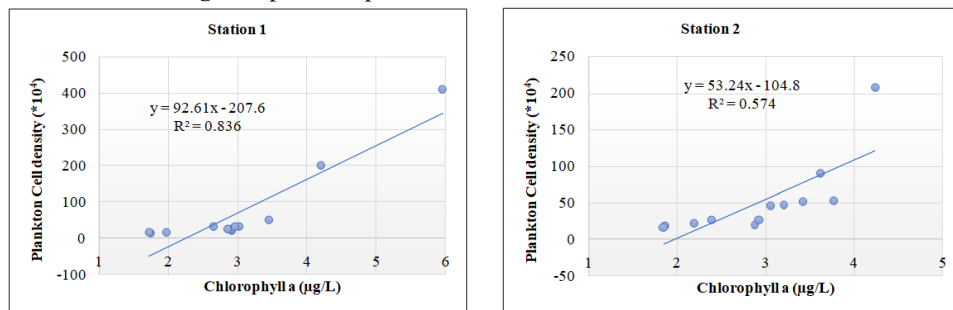 Station 1
Plankton Cell density (*10⁴)
500
400
300
200
100
0
-100
y = 92.61x - 207.6
R² = 0.836
1 2 3 4 5 6
Chlorophyll a (µg/L)
Station 2
Plankton Cell density (*10⁴)
250
200
150
100
50
0
-50
y = 53.24x - 104.8
R² = 0.574
1 2 3 4 5
Chlorophyll a (µg/L)